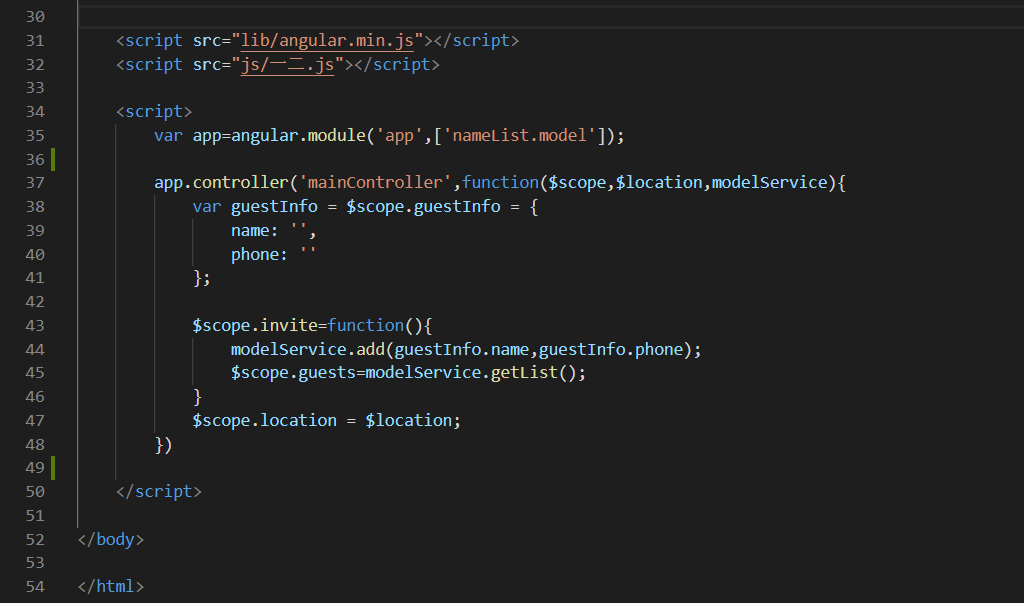 30
31 <script src="lib/angular.min.js"></script>
32 <script src="js/一二.js"></script>
33
34 <script>
35 var app=angular.module('app',['nameList.model']);
36
37 app.controller('mainController',function($scope,$location,modelService){
38 var guestInfo = $scope.guestInfo = {
39 name: '',
40 phone: ''
41 };
42
43 $scope.invite=function(){
44 modelService.add(guestInfo.name,guestInfo.phone);
45 $scope.guests=modelService.getList();
46 }
47 $scope.location = $location;
48 })
49
50 </script>
51
52 </body>
53
54 </html>